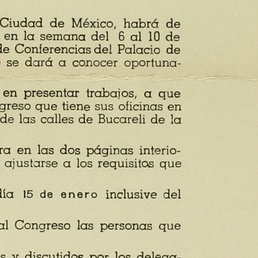 Ciudad de México, habrá de
en la semana del 6 al 10 de
de Conferencias del Palacio de
se dará a conocer oportuna-
en presentar trabajos, a que
greso que tiene sus oficinas en
de las calles de Bucareli de la
ra en las dos páginas interio-
ajustarse a los requisitos que
día 15 de enero inclusive del
al Congreso las personas que
s y discutidos por los delega-